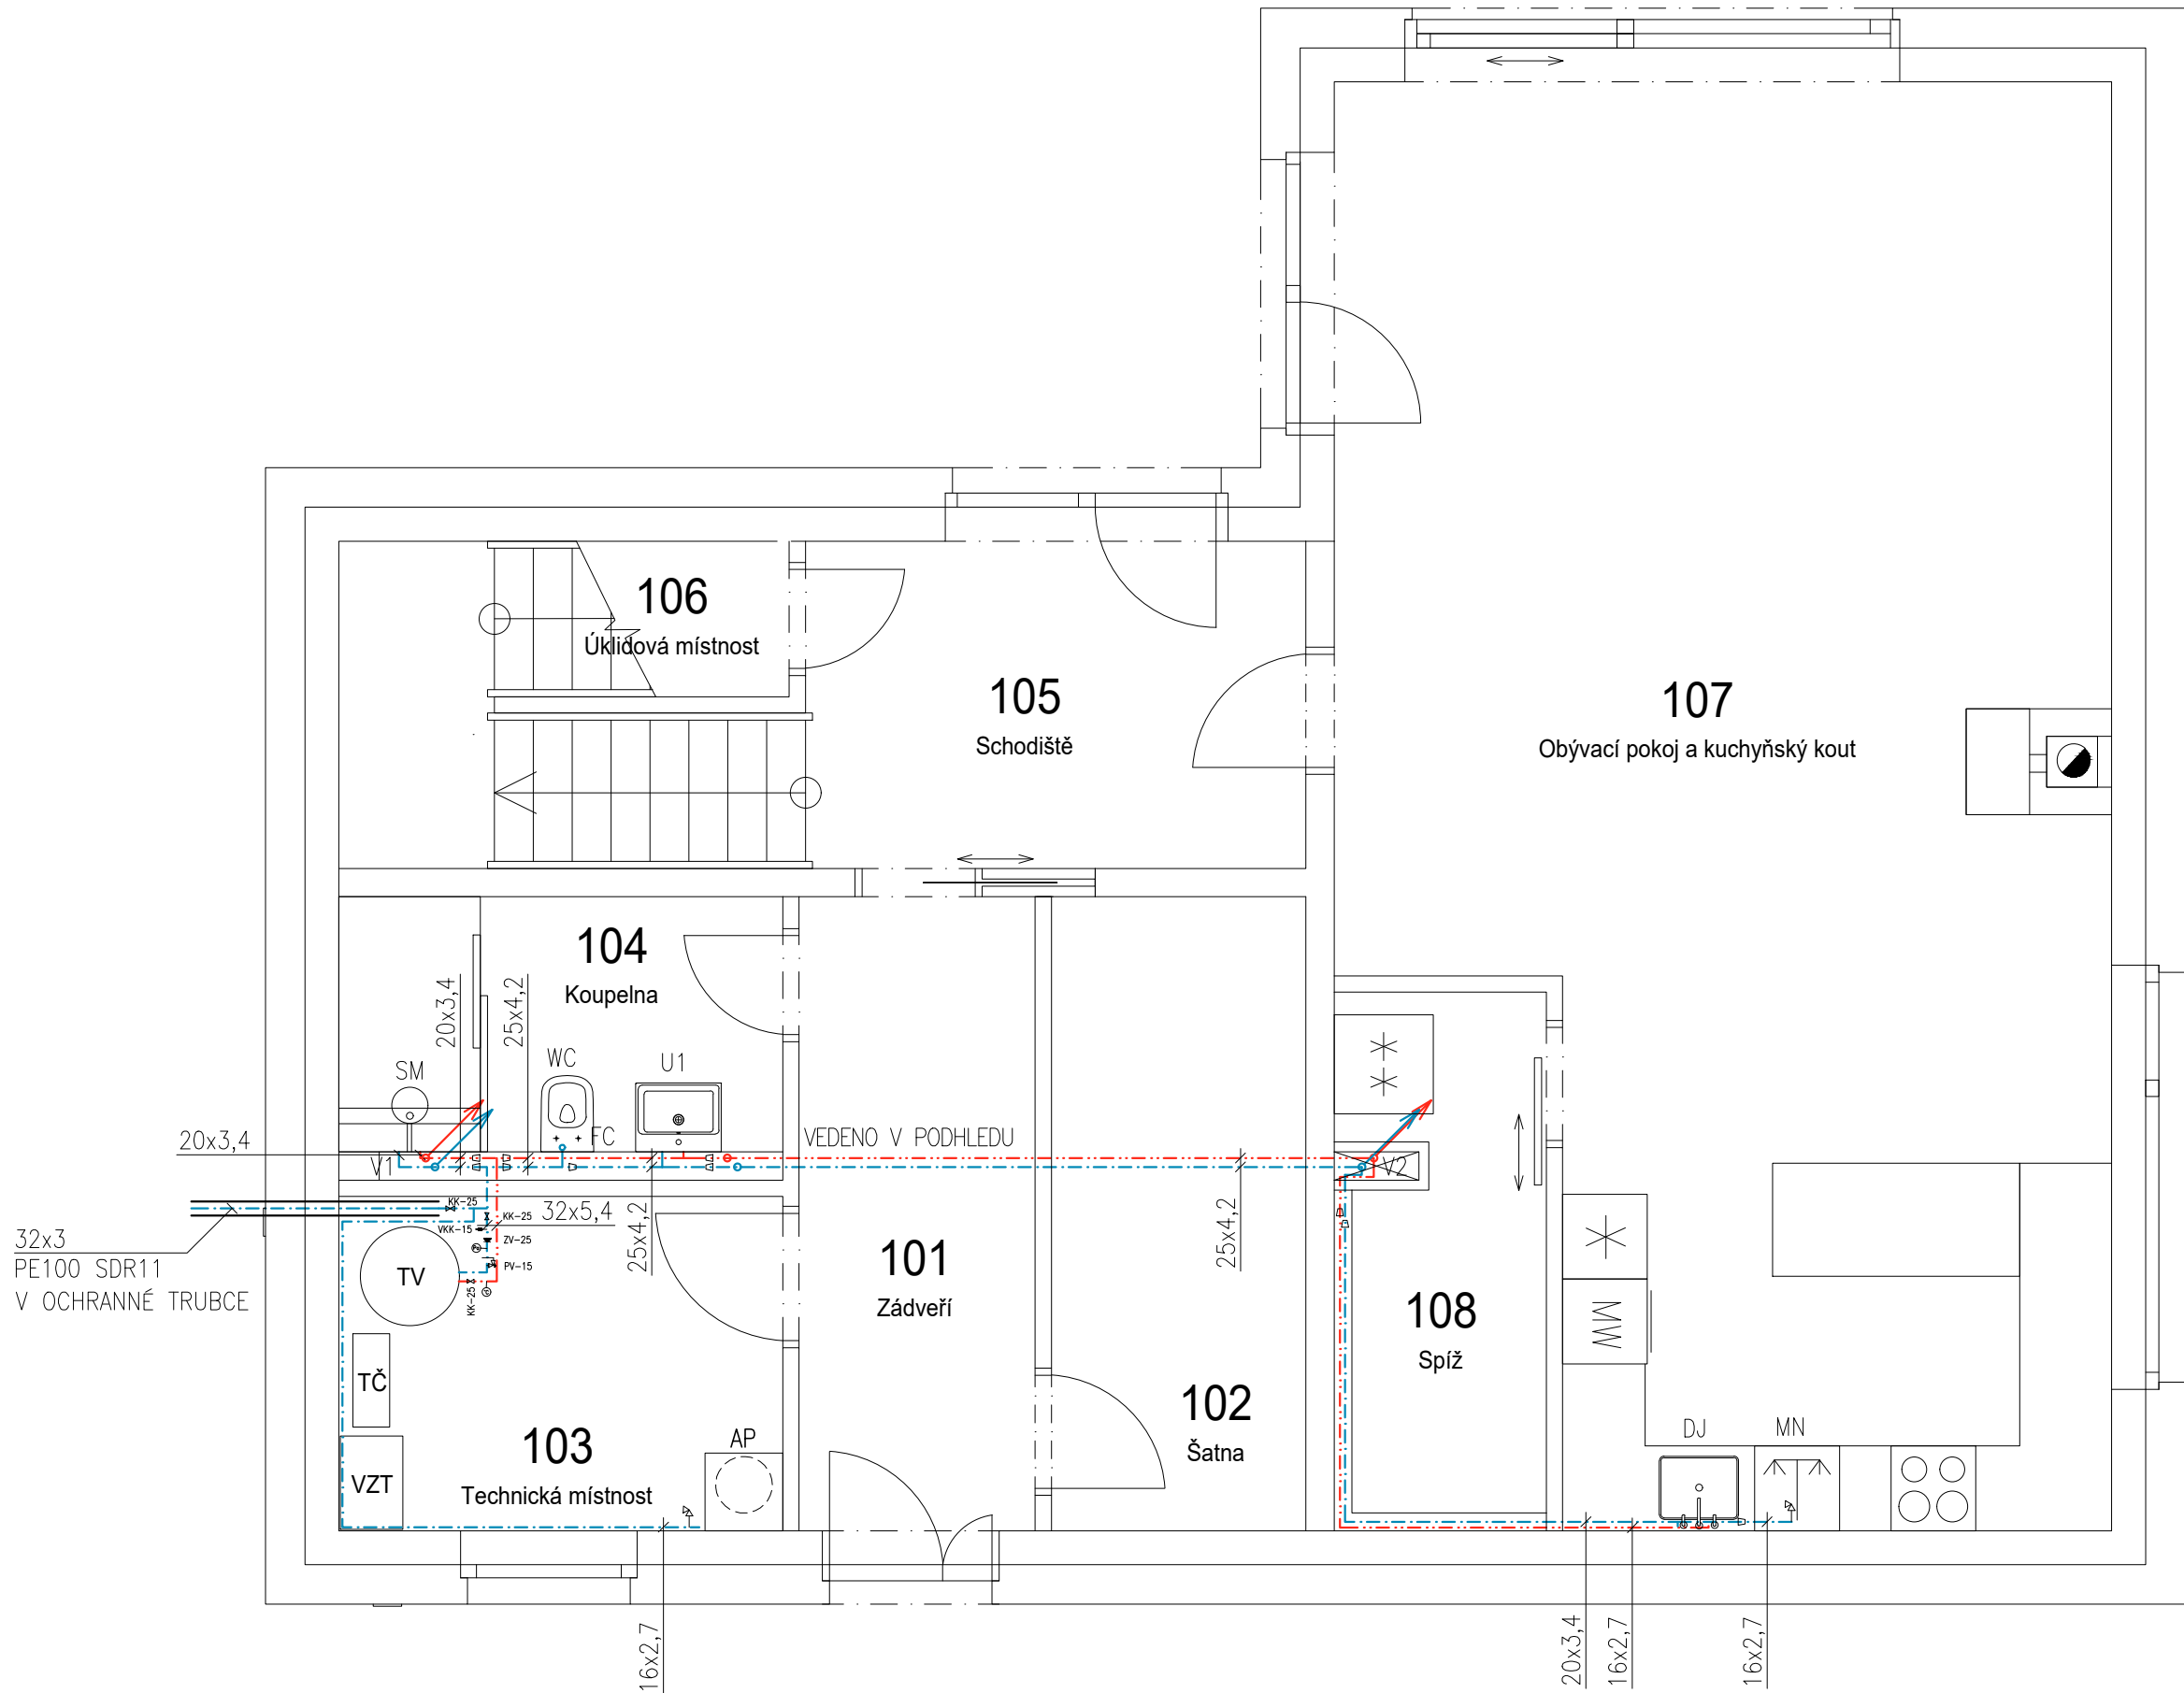 106
Úklidová místnost
105
Schodiště
107
Obývací pokoj a kuchyňský kout
104
Koupelna
20x3,4
25x4,2
WC
U1
SM
FC
20x3,4
V1
VEDENO V PODHLEDU
V2
KK-25
KK-25
32x5,4
VKK-15
ZV-25
PV-15
KK-25
25x4,2
25x4,2
32x3
PE100 SDR11
V OCHRANNÉ TRUBCE
TV
101
Zádveří
108
Spíž
MW
TČ
102
Šatna
103
Technická místnost
AP
VZT
DJ
MN
16x2,7
20x3,4
16x2,7
16x2,7